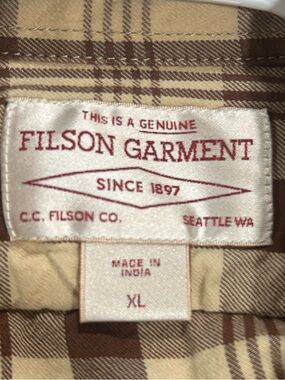 THIS IS A GENUINE
FILSON GARMENT
SINCE 1897
C.C. FILSON CO. SEATTLE WA
MADE IN
INDIA
XL